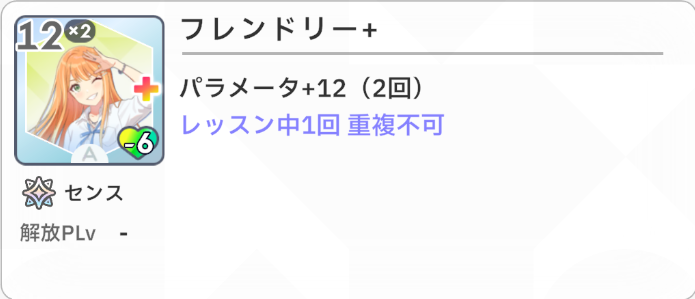 12×2
フレンドリー+
+
パラメータ+12（2回）
レッスン中1回 重複不可
A
-6
センス
解放PLv -